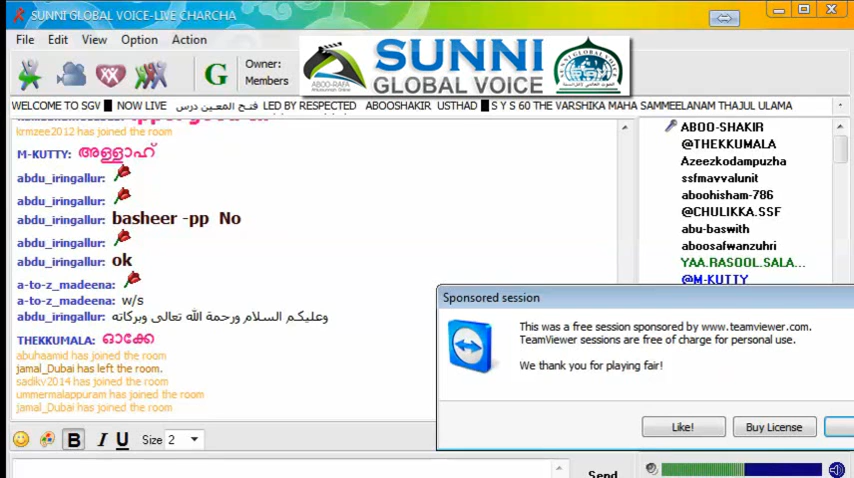 SUNNI GLOBAL VOICE-LIVE CHARCHA
File Edit View Option Action
G
Owner:
Members
ABOO-RAFA
SUNNI
GLOBAL VOICE
WELCOME TO SGV NOW LIVE فتح المعين درس LED BY RESPECTED ABOOSHAKIR USTHAD S Y S 60 THE VARSHIKA MAHA SAMMEELANAM THAJUL ULAMA
krmzee2012 has joined the room
M-KUTTY: അള്ളാഹ്
abdu_iringallur:
abdu_iringallur:
abdu_iringallur: basheer -pp No
abdu_iringallur:
abdu_iringallur: ok
a-to-z_madeena:
a-to-z_madeena: w/s
abdu_iringallur: وعليكم السلام ورحمة الله تعالى وبركاته
THEKKUMALA: ഓക്കേ
abuhaamid has joined the room
jamal_Dubai has left the room.
sadikv2014 has joined the room
ummermalappuram has joined the room
jamal_Dubai has joined the room
B I U Size 2
ABOO-SHAKIR
@THEKKUMALA
Azeezkodampuzha
ssfmavvalunit
aboohisham-786
@CHULIKKA.SSF
abu-baswith
aboosafwanzuhri
YAA.RASOOL.SALA...
@M-KUTTY
Sponsored session
This was a free session sponsored by www.teamviewer.com.
TeamViewer sessions are free of charge for personal use.
We thank you for playing fair!
Like! Buy License
Send